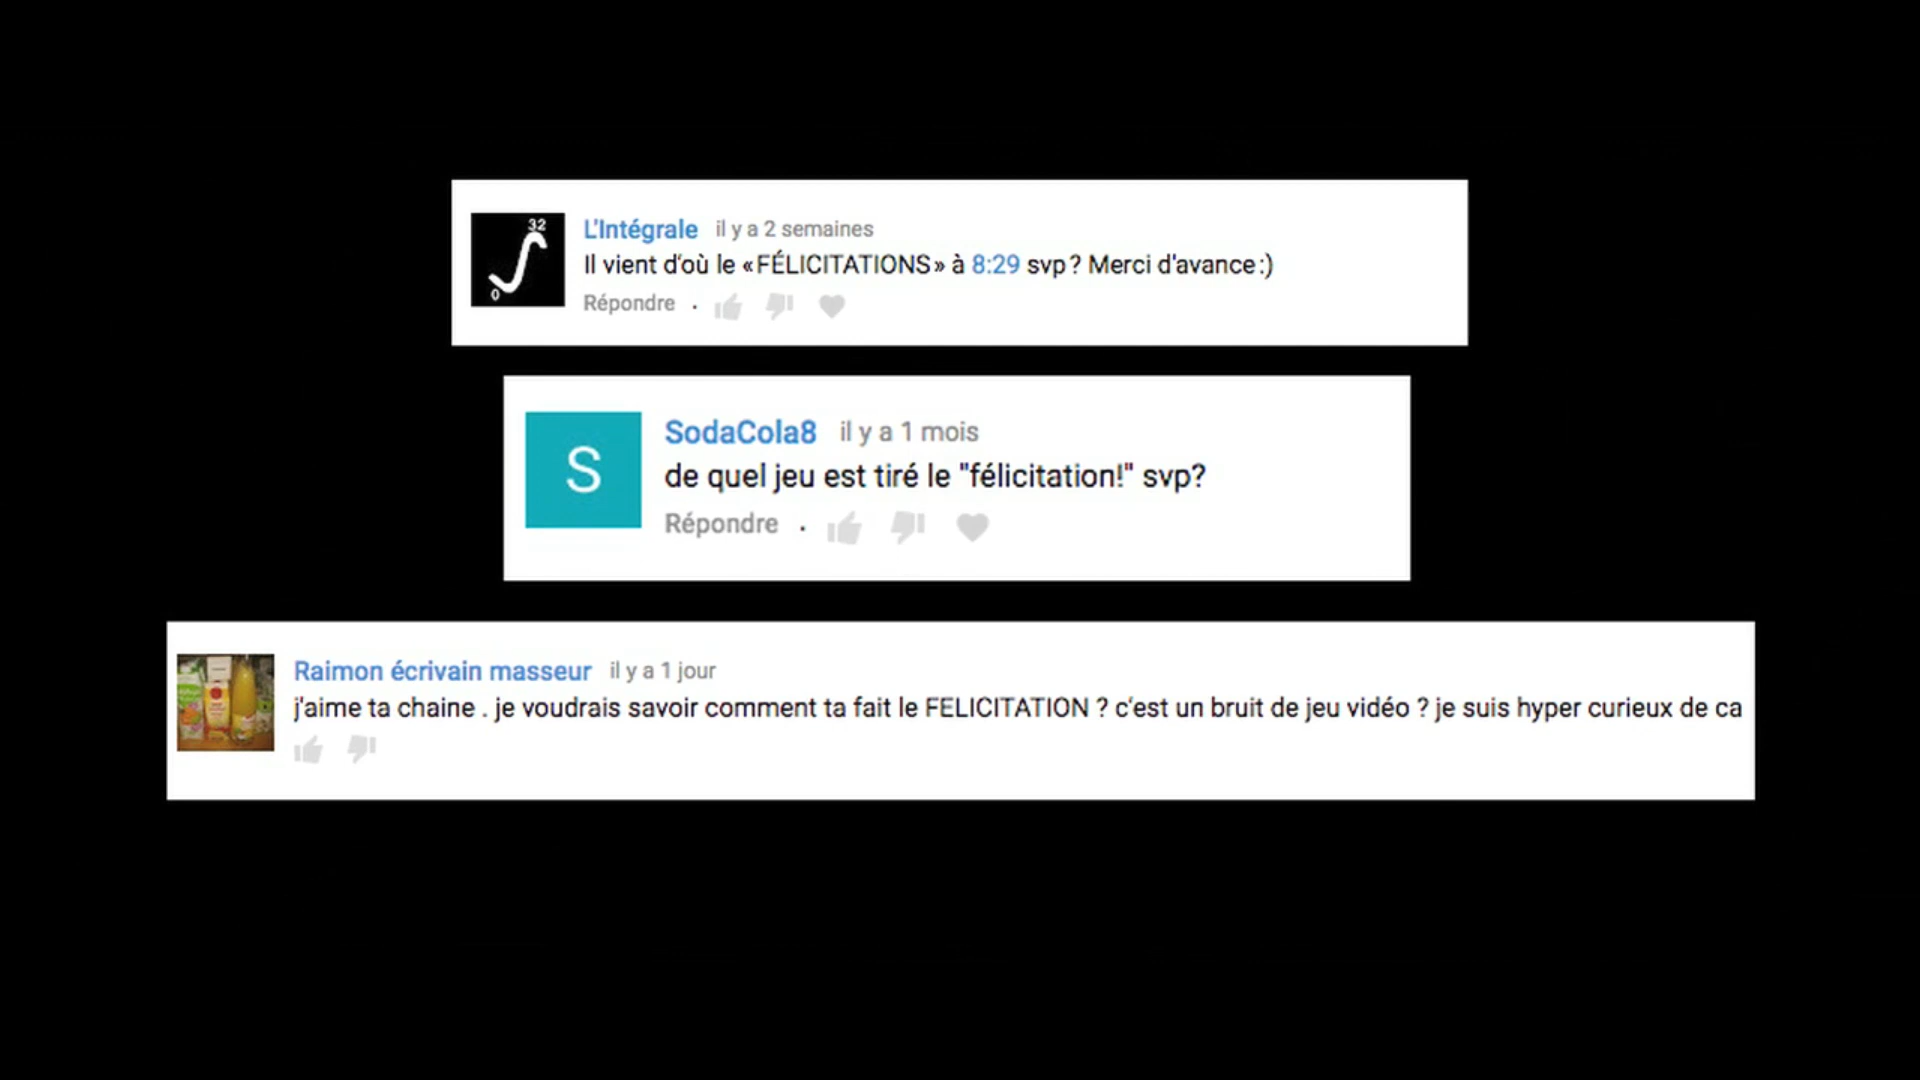 32
0
L'Intégrale il y a 2 semaines
Il vient d'où le «FÉLICITATIONS» à 8:29 svp? Merci d'avance:)
Répondre .
S
SodaCola8 il y a 1 mois
de quel jeu est tiré le "félicitation!" svp?
Répondre .
Raimon écrivain masseur il y a 1 jour
j'aime ta chaine . je voudrais savoir comment ta fait le FELICITATION ? c'est un bruit de jeu vidéo ? je suis hyper curieux de ca